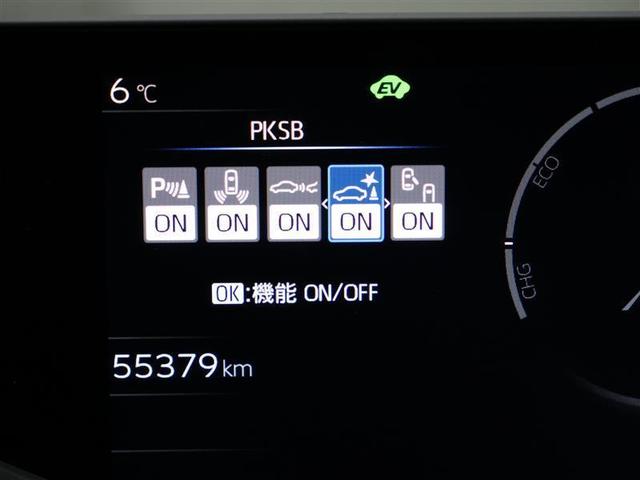 6℃
EV
PKSB
P
ON ON ON ON ON
OK:機能 ON/OFF
55379 km
ECO
CHG